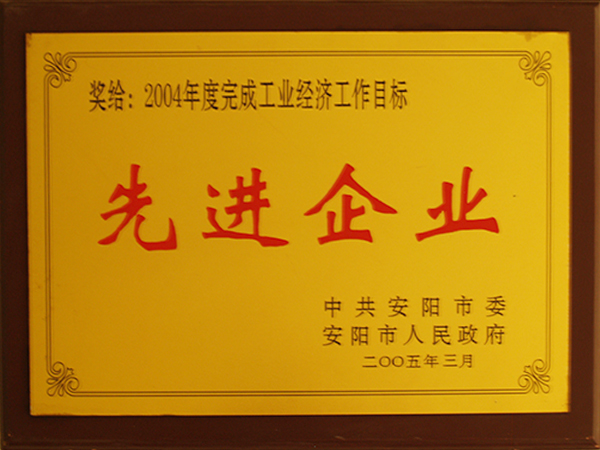 奖给：2004年度完成工业经济工作目标
先进企业
中共安阳市委
安阳市人民政府
二〇〇五年三月